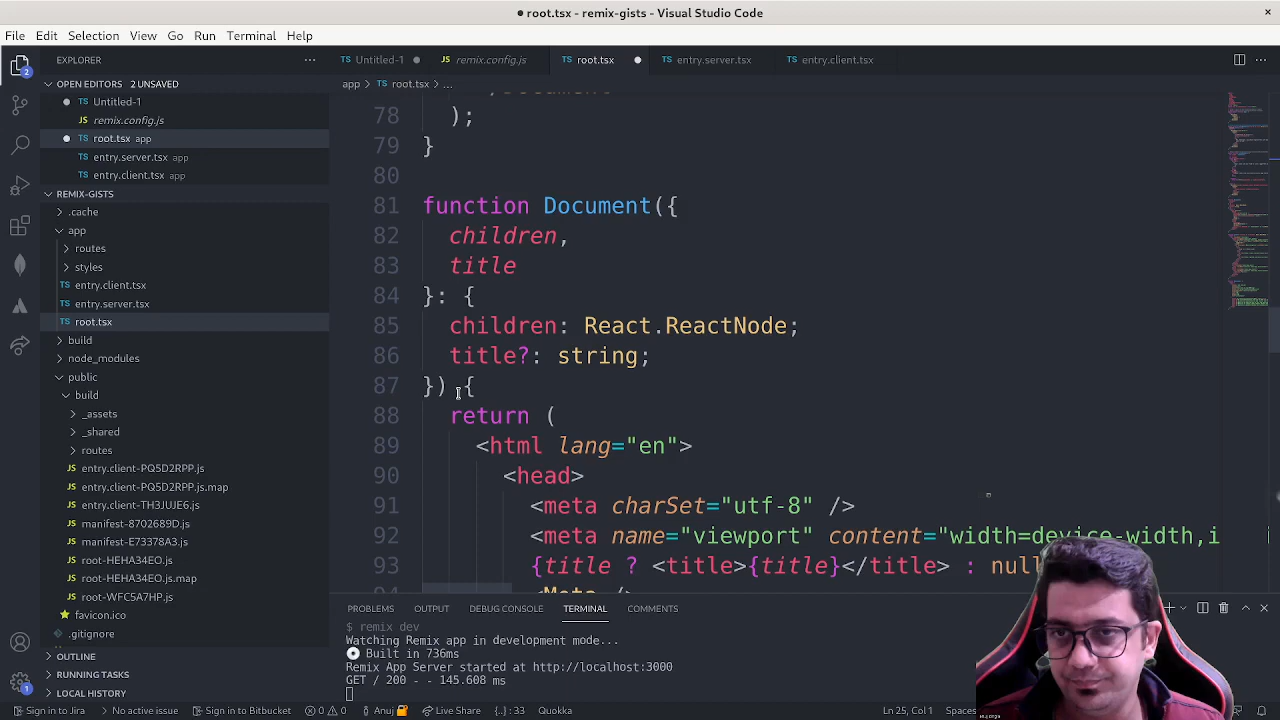 root.tsx - remix-gists - Visual Studio Code
File Edit Selection View Go Run Terminal Help
EXPLORER
Untitled-1
remix.config.js
root.tsx
entry.server.tsx
entry.client.tsx
OPEN EDITORS 2 UNSAVED
app > root.tsx > ...
Untitled-1
remix.config.js
root.tsx app
entry.server.tsx app
entry.client.tsx app
REMIX-GISTS
.cache
app
routes
styles
entry.client.tsx
entry.server.tsx
root.tsx
build
node_modules
public
build
_assets
_shared
routes
entry.client-PQ5D2RPP.js
entry.client-PQ5D2RPP.js.map
entry.client-TH3JUJE6.js
manifest-8702689D.js
manifest-E7378A3D.js
root-HEHA34EO.js
root-HEHA34EO.js.map
root-WFC5A7HP.js
favicon.ico
.gitignore
OUTLINE
RUNNING TASKS
LOCAL HISTORY
78 );
79 }
80
81 function Document({
82 children,
83 title
84 }: {
85 children: React.ReactNode;
86 title?: string;
87 }) {
88 return (
89 <html lang="en">
90 <head>
91 <meta charSet="utf-8" />
92 <meta name="viewport" content="width=device-width,i
93 {title ? <title>{title}</title> : null
94 <Meta />
PROBLEMS OUTPUT DEBUG CONSOLE TERMINAL COMMENTS
$ remix dev
Watching Remix app in development mode...
Built in 736ms
Remix App Server started at http://localhost:3000
GET / 200 - - 145.608 ms
Sign in to Jira No active issue Sign in to Bitbucket 0 0 Anuj Live Share {..} : 33 Quokka Ln 25, Col 1